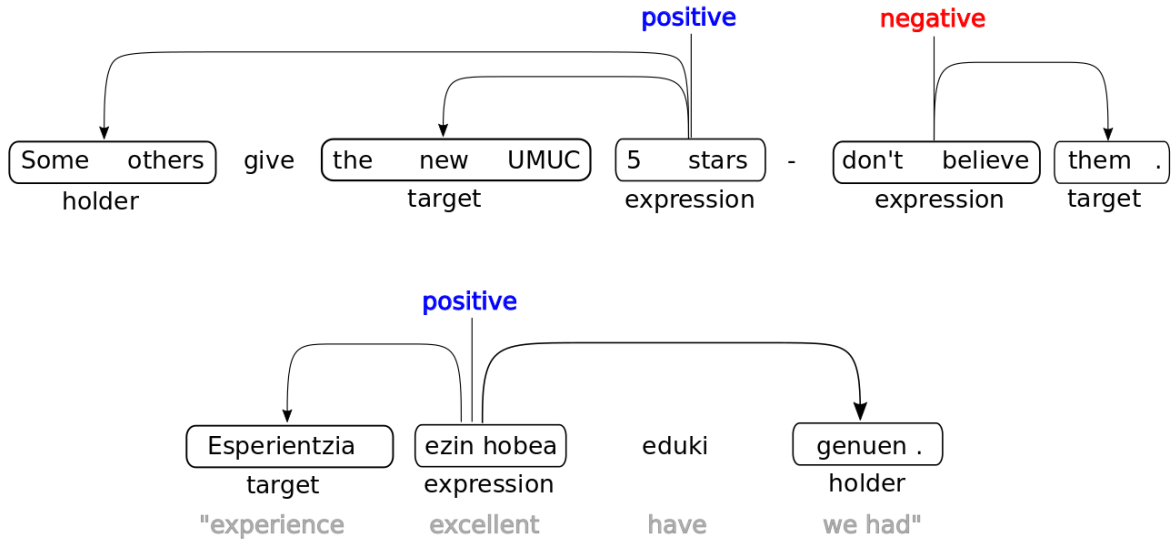 positive negative
Some others give the new UMUC 5 stars - don't believe them .
holder target expression expression target
positive
Esperientzia ezin hobea eduki genuen .
target expression holder
"experience excellent have we had"